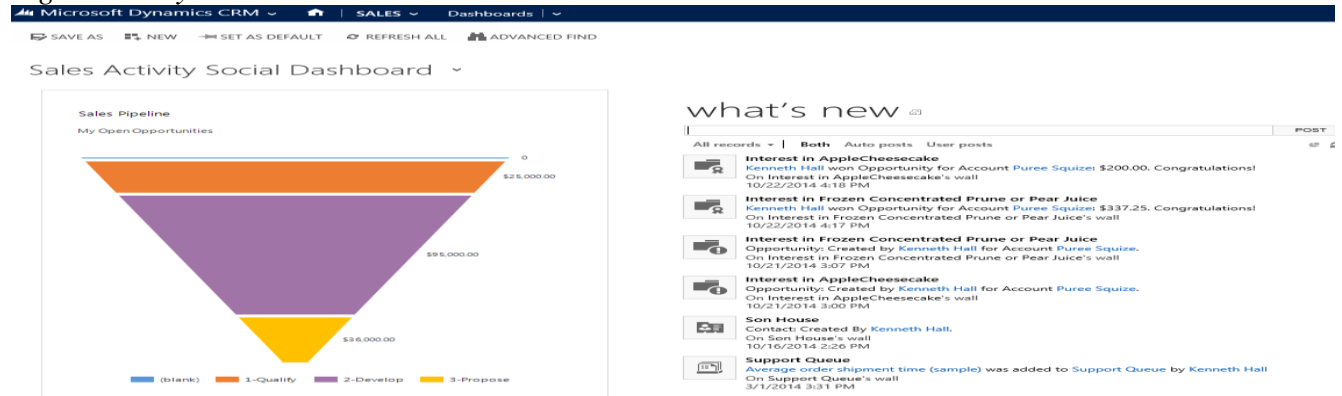 Microsoft Dynamics CRM | SALES Dashboards |
SAVE AS NEW SET AS DEFAULT REFRESH ALL ADVANCED FIND
Sales Activity Social Dashboard
Sales Pipeline
My Open Opportunities
0
$25,000.00
$95,000.00
$36,000.00
(blank) 1-Qualify 2-Develop 3-Propose
what's new
POST
All records | Both Auto posts User posts
Interest in AppleCheesecake
Kenneth Hall won Opportunity for Account Puree Squize: $200.00. Congratulations!
On Interest in AppleCheesecake's wall
10/22/2014 4:18 PM
Interest in Frozen Concentrated Prune or Pear Juice
Kenneth Hall won Opportunity for Account Puree Squize: $337.25. Congratulations!
On Interest in Frozen Concentrated Prune or Pear Juice's wall
10/22/2014 4:17 PM
Interest in Frozen Concentrated Prune or Pear Juice
Opportunity: Created by Kenneth Hall for Account Puree Squize.
On Interest in Frozen Concentrated Prune or Pear Juice's wall
10/21/2014 3:07 PM
Interest in AppleCheesecake
Opportunity: Created by Kenneth Hall for Account Puree Squize.
On Interest in AppleCheesecake's wall
10/21/2014 3:00 PM
Son House
Contact: Created By Kenneth Hall.
On Son House's wall
10/16/2014 2:26 PM
Support Queue
Average order shipment time (sample) was added to Support Queue by Kenneth Hall
On Support Queue's wall
3/1/2014 3:31 PM